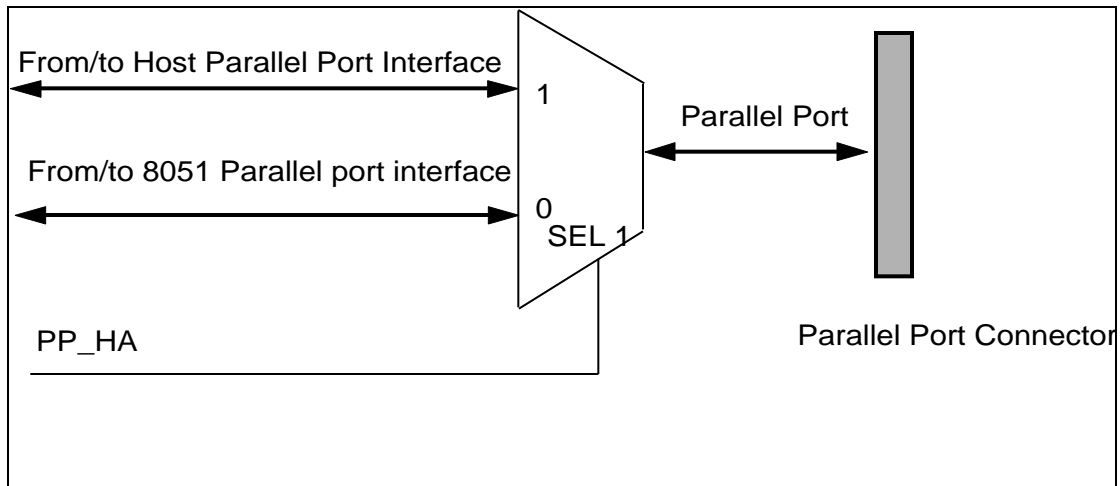 From/to Host Parallel Port Interface
1
Parallel Port
From/to 8051 Parallel port interface
0
SEL 1
PP_HA
Parallel Port Connector